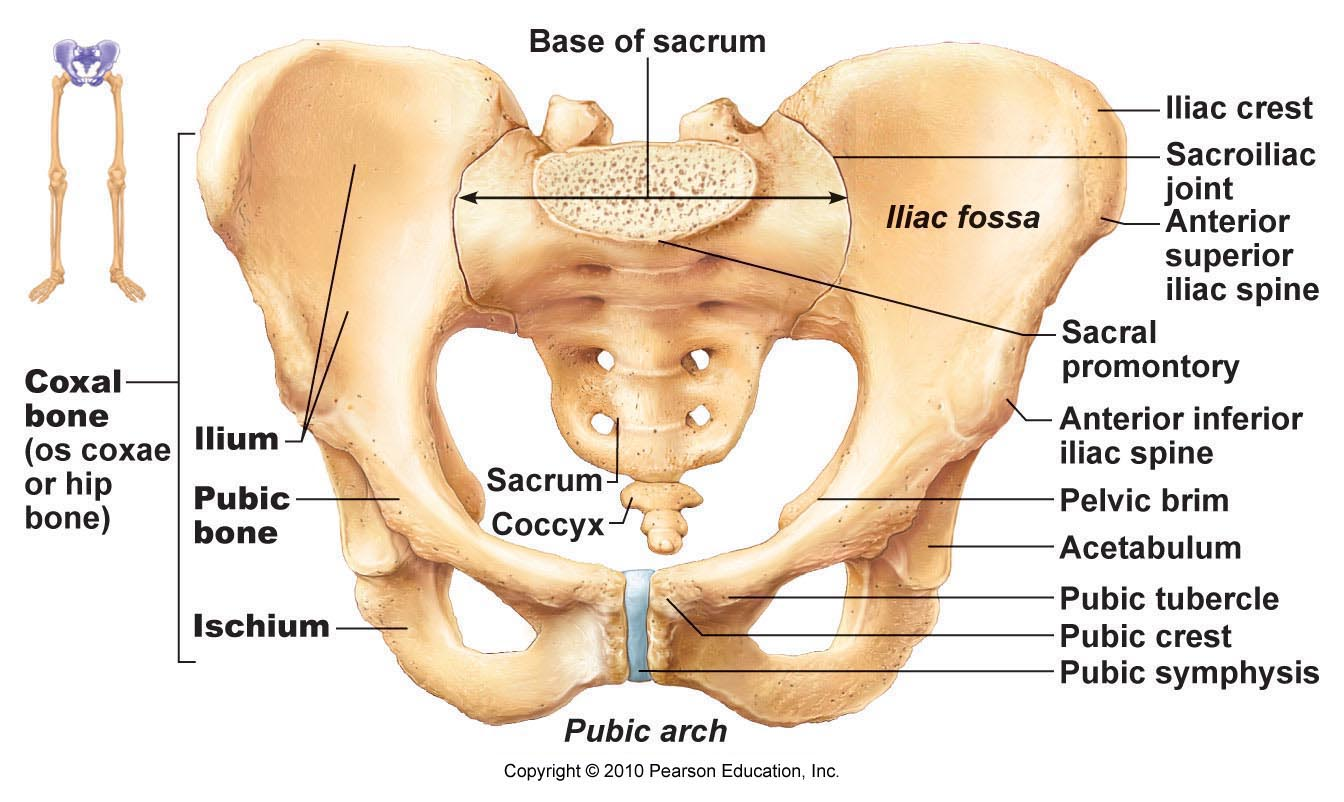 Base of sacrum
Iliac crest
Sacroiliac
joint
Iliac fossa
Anterior
superior
iliac spine
Sacral
promontory
Coxal
bone
(os coxae
or hip
bone)
Ilium
Anterior inferior
iliac spine
Sacrum
Pubic
bone
Coccyx
Pelvic brim
Acetabulum
Ischium
Pubic tubercle
Pubic crest
Pubic symphysis
Pubic arch
Copyright © 2010 Pearson Education, Inc.